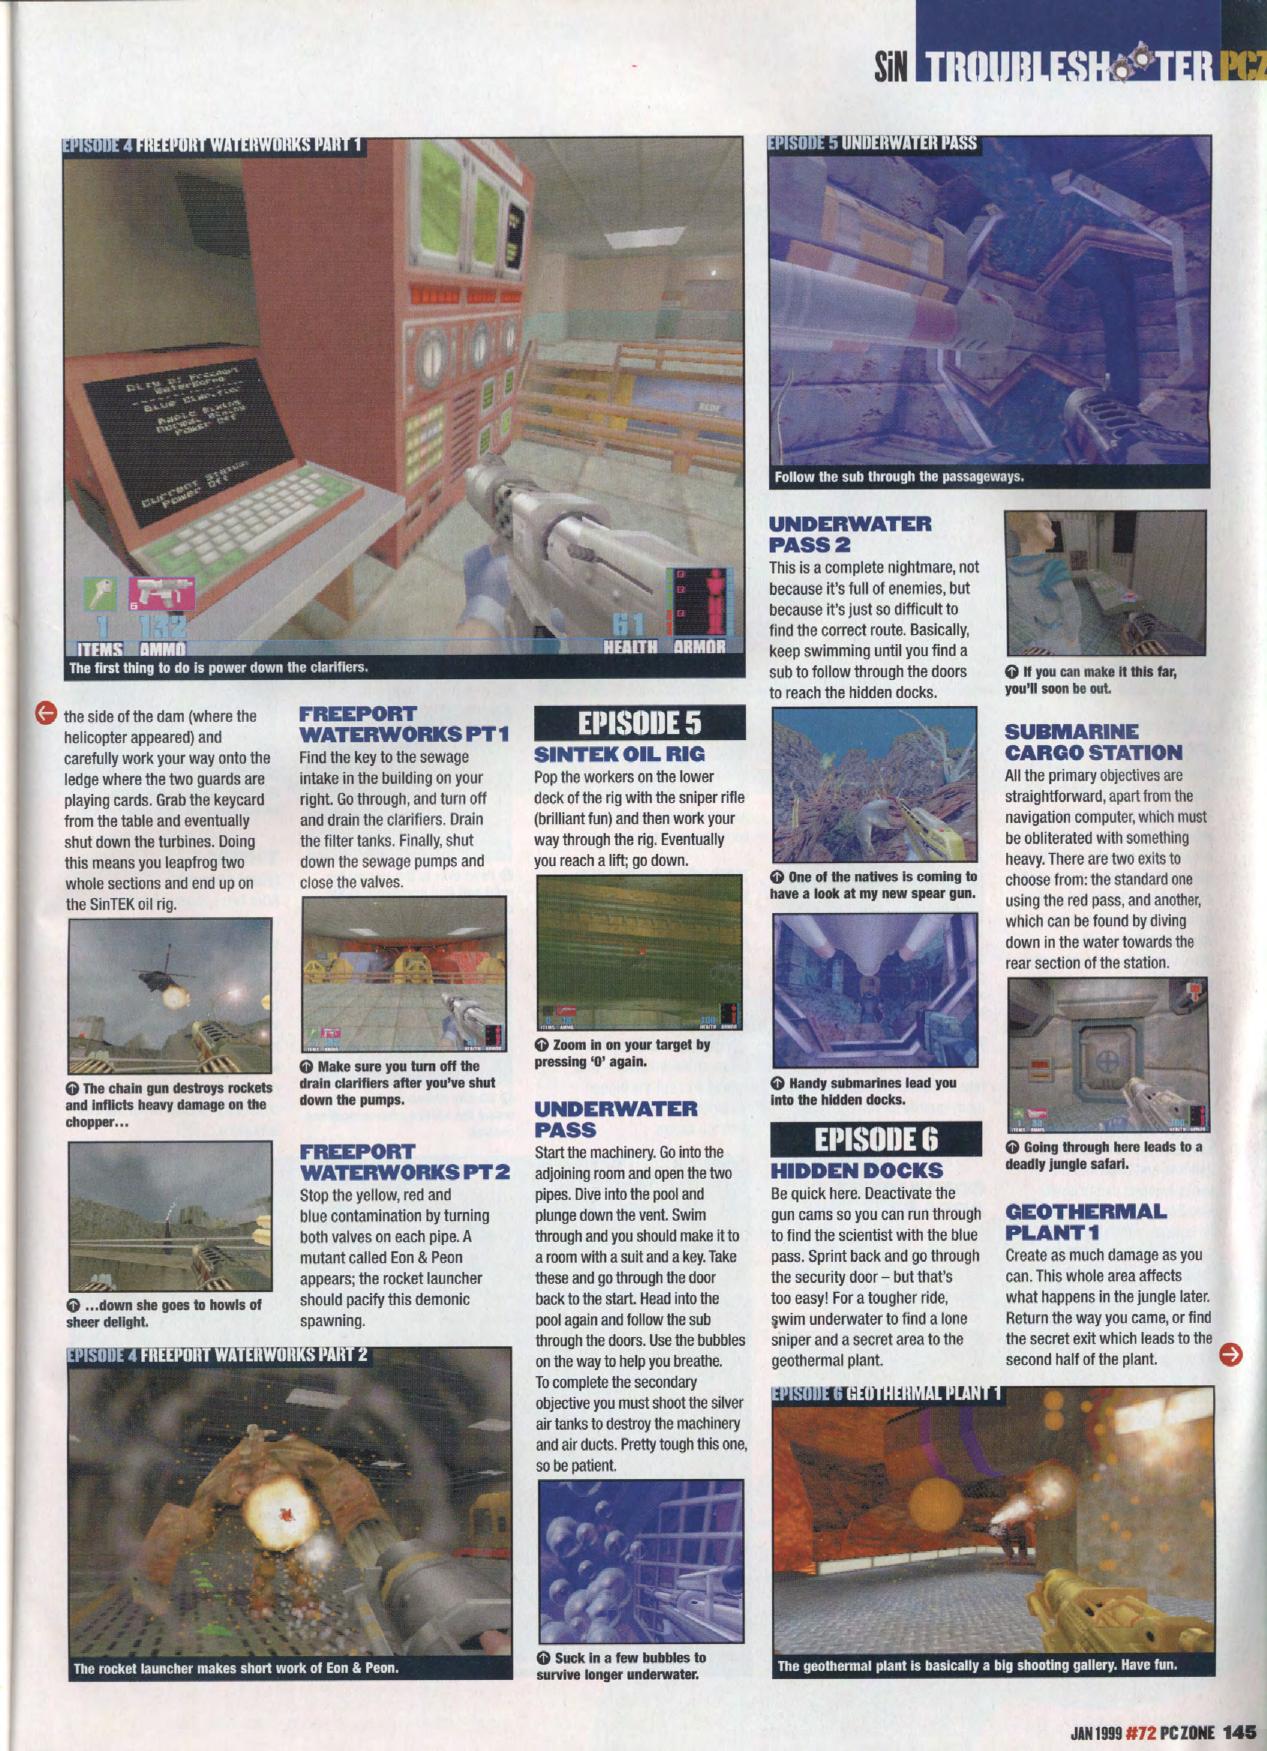 SiN TROUBLESHOOTER PCZ
EPISODE 4 FREEPORT WATERWORKS PART 1
Blue Clarifier
Normal
Power Off
Current Status
Power Off
1
132
ITEMS AMMO
61
HEALTH ARMOR
The first thing to do is power down the clarifiers.
EPISODE 5 UNDERWATER PASS
Follow the sub through the passageways.
the side of the dam (where the
helicopter appeared) and
carefully work your way onto the
ledge where the two guards are
playing cards. Grab the keycard
from the table and eventually
shut down the turbines. Doing
this means you leapfrog two
whole sections and end up on
the SinTEK oil rig.
The chain gun destroys rockets
and inflicts heavy damage on the
chopper...
...down she goes to howls of
sheer delight.
FREEPORT
WATERWORKS PT 1
Find the key to the sewage
intake in the building on your
right. Go through, and turn off
and drain the clarifiers. Drain
the filter tanks. Finally, shut
down the sewage pumps and
close the valves.
Make sure you turn off the
drain clarifiers after you've shut
down the pumps.
FREEPORT
WATERWORKS PT 2
Stop the yellow, red and
blue contamination by turning
both valves on each pipe. A
mutant called Eon & Peon
appears; the rocket launcher
should pacify this demonic
spawning.
EPISODE 4 FREEPORT WATERWORKS PART 2
The rocket launcher makes short work of Eon & Peon.
EPISODE 5
SINTEK OIL RIG
Pop the workers on the lower
deck of the rig with the sniper rifle
(brilliant fun) and then work your
way through the rig. Eventually
you reach a lift; go down.
Zoom in on your target by
pressing '0' again.
UNDERWATER
PASS
Start the machinery. Go into the
adjoining room and open the two
pipes. Dive into the pool and
plunge down the vent. Swim
through and you should make it to
a room with a suit and a key. Take
these and go through the door
back to the start. Head into the
pool again and follow the sub
through the doors. Use the bubbles
on the way to help you breathe.
To complete the secondary
objective you must shoot the silver
air tanks to destroy the machinery
and air ducts. Pretty tough this one,
so be patient.
Suck in a few bubbles to
survive longer underwater.
UNDERWATER
PASS 2
This is a complete nightmare, not
because it's full of enemies, but
because it's just so difficult to
find the correct route. Basically,
keep swimming until you find a
sub to follow through the doors
to reach the hidden docks.
One of the natives is coming to
have a look at my new spear gun.
Handy submarines lead you
into the hidden docks.
EPISODE 6
HIDDEN DOCKS
Be quick here. Deactivate the
gun cams so you can run through
to find the scientist with the blue
pass. Sprint back and go through
the security door – but that's
too easy! For a tougher ride,
swim underwater to find a lone
sniper and a secret area to the
geothermal plant.
If you can make it this far,
you'll soon be out.
SUBMARINE
CARGO STATION
All the primary objectives are
straightforward, apart from the
navigation computer, which must
be obliterated with something
heavy. There are two exits to
choose from: the standard one
using the red pass, and another,
which can be found by diving
down in the water towards the
rear section of the station.
Going through here leads to a
deadly jungle safari.
GEOTHERMAL
PLANT 1
Create as much damage as you
can. This whole area affects
what happens in the jungle later.
Return the way you came, or find
the secret exit which leads to the
second half of the plant.
EPISODE 6 GEOTHERMAL PLANT 1
The geothermal plant is basically a big shooting gallery. Have fun.
JAN 1999 #72 PC ZONE 145